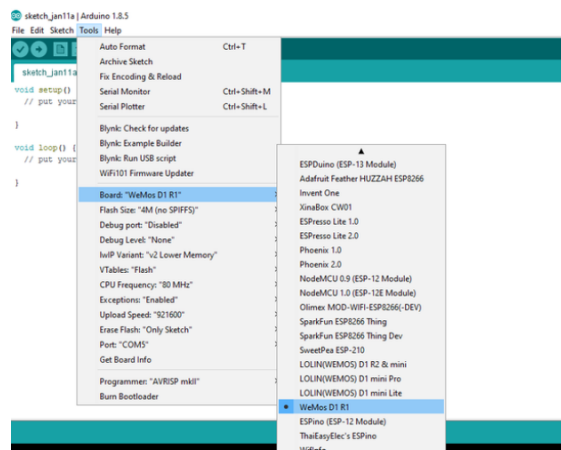 sketch_jan11a | Arduino 1.8.5
File Edit Sketch Tools Help
sketch_jan11a
void setup()
// put your
}
void loop() {
// put your
}
Auto Format Ctrl+T
Archive Sketch
Fix Encoding & Reload
Serial Monitor Ctrl+Shift+M
Serial Plotter Ctrl+Shift+L
Blynk: Check for updates
Blynk: Example Builder
Blynk: Run USB script
WiFi101 Firmware Updater
Board: "WeMos D1 R1"
Flash Size: "4M (no SPIFFS)"
Debug port: "Disabled"
Debug Level: "None"
lwIP Variant: "v2 Lower Memory"
VTables: "Flash"
CPU Frequency: "80 MHz"
Exceptions: "Enabled"
Upload Speed: "921600"
Erase Flash: "Only Sketch"
Port: "COM5"
Get Board Info
Programmer: "AVRISP mkII"
Burn Bootloader
ESPDuino (ESP-13 Module)
Adafruit Feather HUZZAH ESP8266
Invent One
XinaBox CW01
ESPresso Lite 1.0
ESPresso Lite 2.0
Phoenix 1.0
Phoenix 2.0
NodeMCU 0.9 (ESP-12 Module)
NodeMCU 1.0 (ESP-12E Module)
Olimex MOD-WIFI-ESP8266(-DEV)
SparkFun ESP8266 Thing
SparkFun ESP8266 Thing Dev
SweetPea ESP-210
LOLIN(WEMOS) D1 R2 & mini
LOLIN(WEMOS) D1 mini Pro
LOLIN(WEMOS) D1 mini Lite
WeMos D1 R1
ESPino (ESP-12 Module)
ThaiEasyElec's ESPino